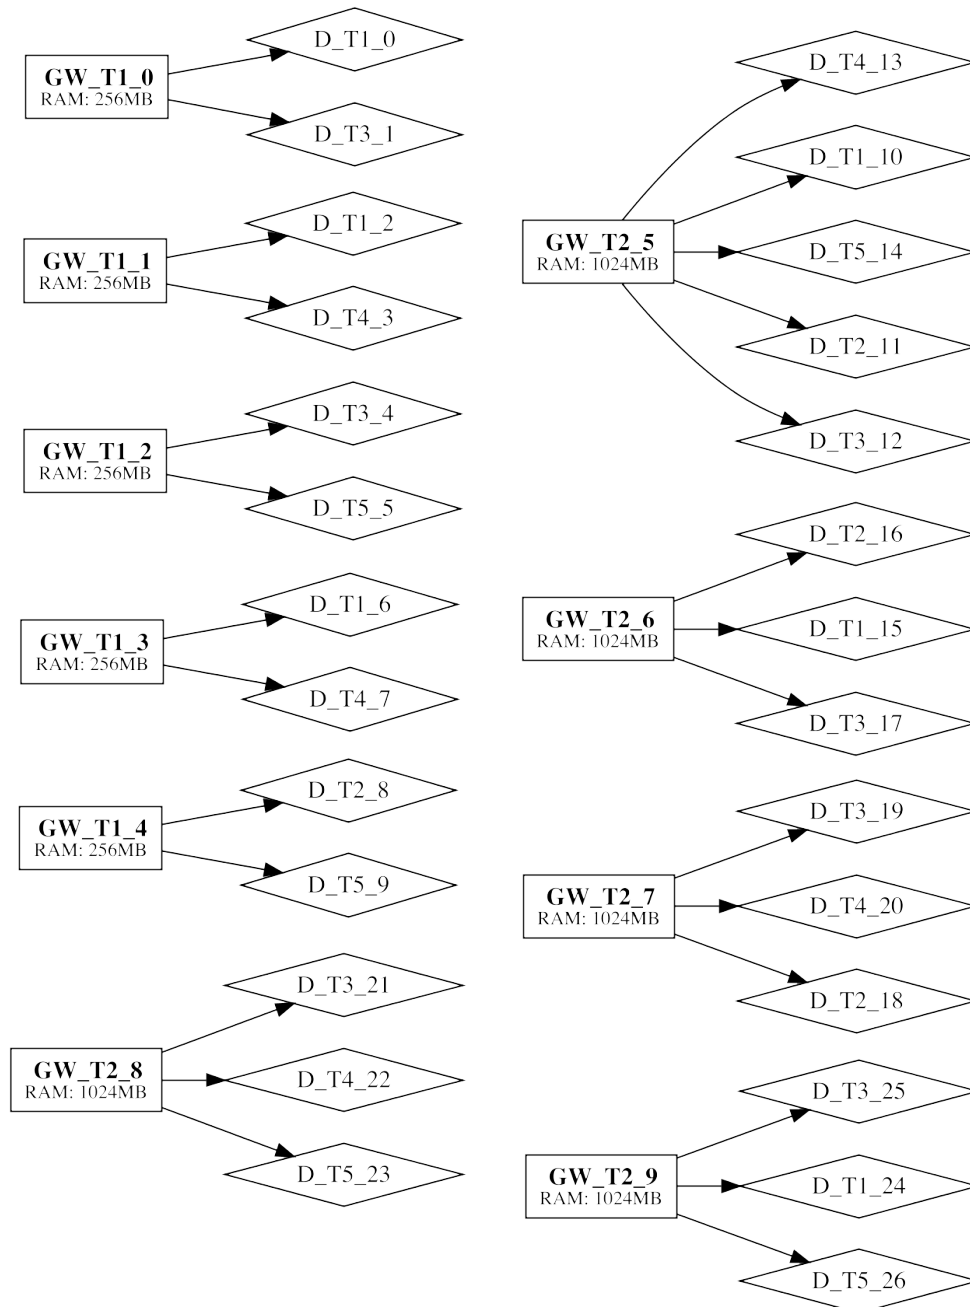 GW_T1_0
RAM: 256MB
D_T1_0
D_T3_1
GW_T1_1
RAM: 256MB
D_T1_2
D_T4_3
GW_T1_2
RAM: 256MB
D_T3_4
D_T5_5
GW_T1_3
RAM: 256MB
D_T1_6
D_T4_7
GW_T1_4
RAM: 256MB
D_T2_8
D_T5_9
GW_T2_8
RAM: 1024MB
D_T3_21
D_T4_22
D_T5_23
GW_T2_5
RAM: 1024MB
D_T4_13
D_T1_10
D_T5_14
D_T2_11
D_T3_12
GW_T2_6
RAM: 1024MB
D_T2_16
D_T1_15
D_T3_17
GW_T2_7
RAM: 1024MB
D_T3_19
D_T4_20
D_T2_18
GW_T2_9
RAM: 1024MB
D_T3_25
D_T1_24
D_T5_26